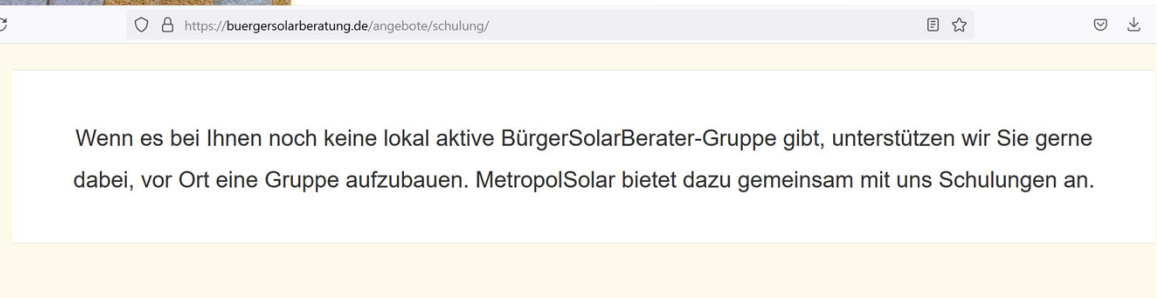 https://buergersolarberatung.de/angebote/schulung/
Wenn es bei Ihnen noch keine lokal aktive BürgerSolarBerater-Gruppe gibt, unterstützen wir Sie gerne
dabei, vor Ort eine Gruppe aufzubauen. MetropolSolar bietet dazu gemeinsam mit uns Schulungen an.